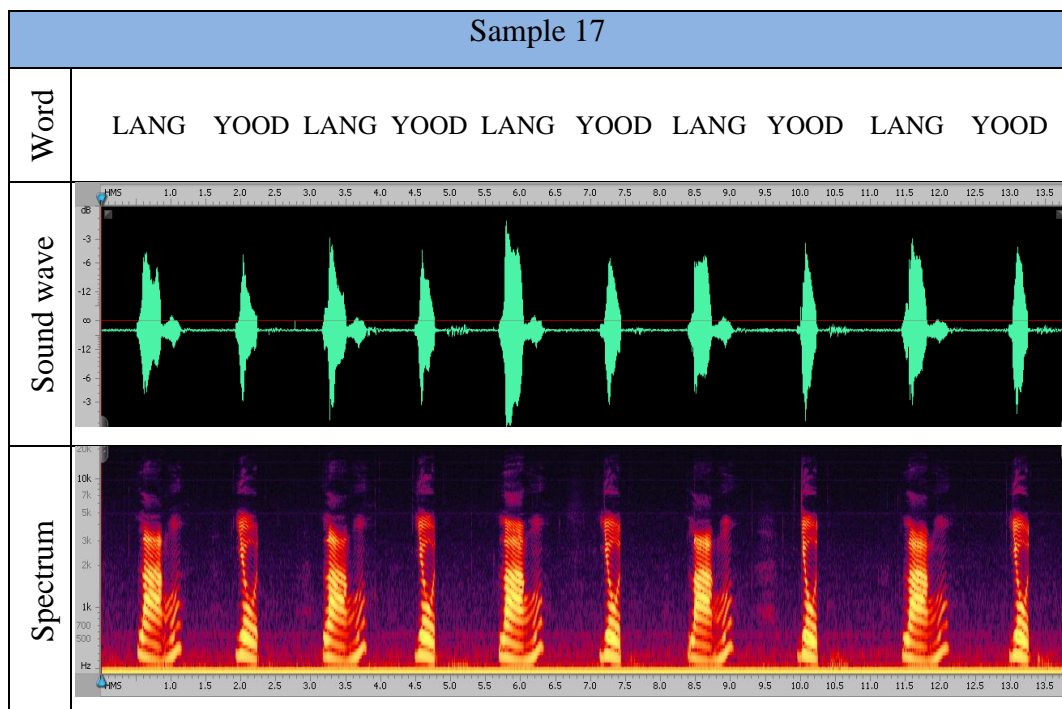 Sample 17
Word
LANG YOOD LANG YOOD LANG YOOD LANG YOOD LANG YOOD
Sound wave
HMS 1.0 1.5 2.0 2.5 3.0 3.5 4.0 4.5 5.0 5.5 6.0 6.5 7.0 7.5 8.0 8.5 9.0 9.5 10.0 10.5 11.0 11.5 12.0 12.5 13.0 13.5
dB
-3
-6
-12
∞
-12
-6
-3
Spectrum
20k
10k
7k
5k
3k
2k
1k
700
500
Hz
HMS 1.0 1.5 2.0 2.5 3.0 3.5 4.0 4.5 5.0 5.5 6.0 6.5 7.0 7.5 8.0 8.5 9.0 9.5 10.0 10.5 11.0 11.5 12.0 12.5 13.0 13.5